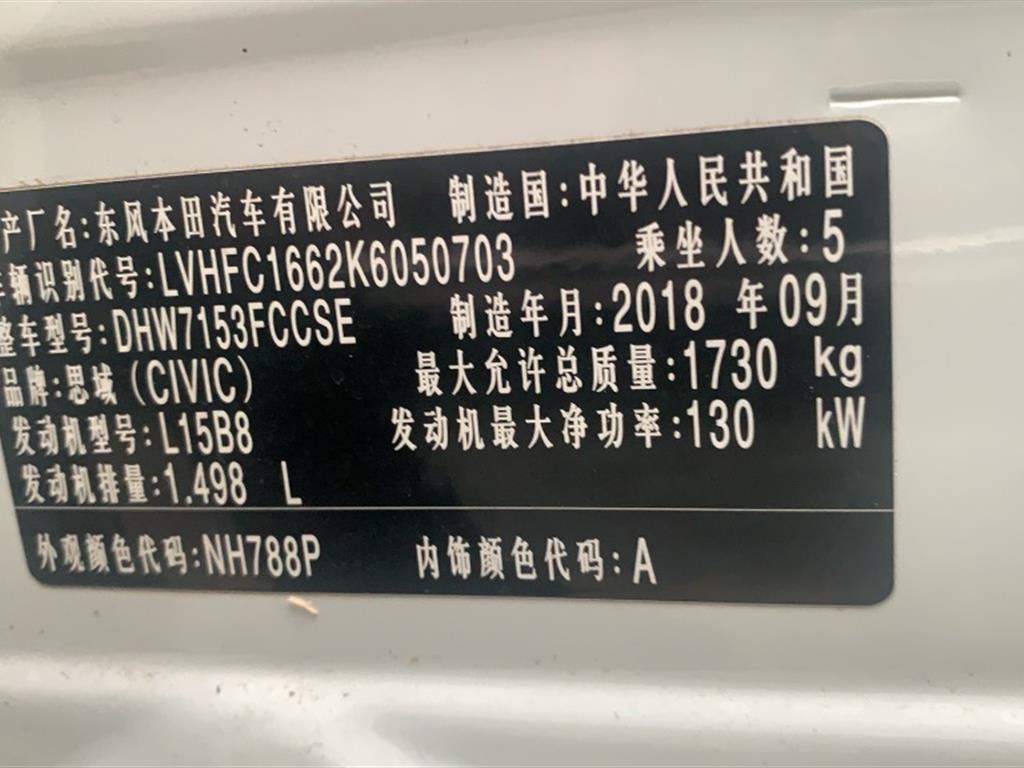 产厂名:东风本田汽车有限公司 制造国:中华人民共和国
车辆识别代号:LVHFC1662K6050703 乘坐人数:5
整车型号:DHW7153FCCSE 制造年月:2018 年09月
品牌:思域(CIVIC) 最大允许总质量:1730 kg
发动机型号:L15B8 发动机最大净功率:130 kW
发动机排量:1.498 L
外观颜色代码:NH788P 内饰颜色代码:A